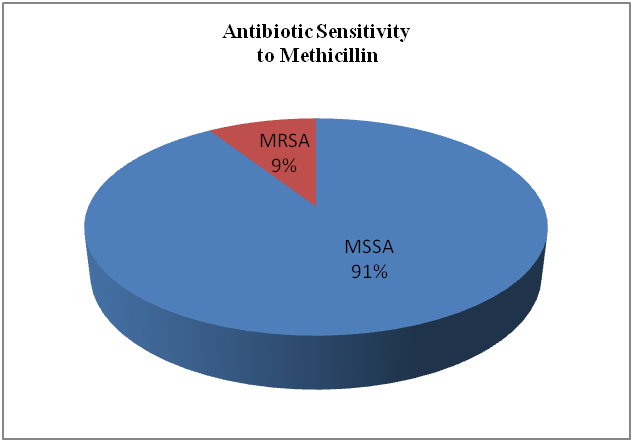 Antibiotic Sensitivity
to Methicillin
MRSA
9%
MSSA
91%